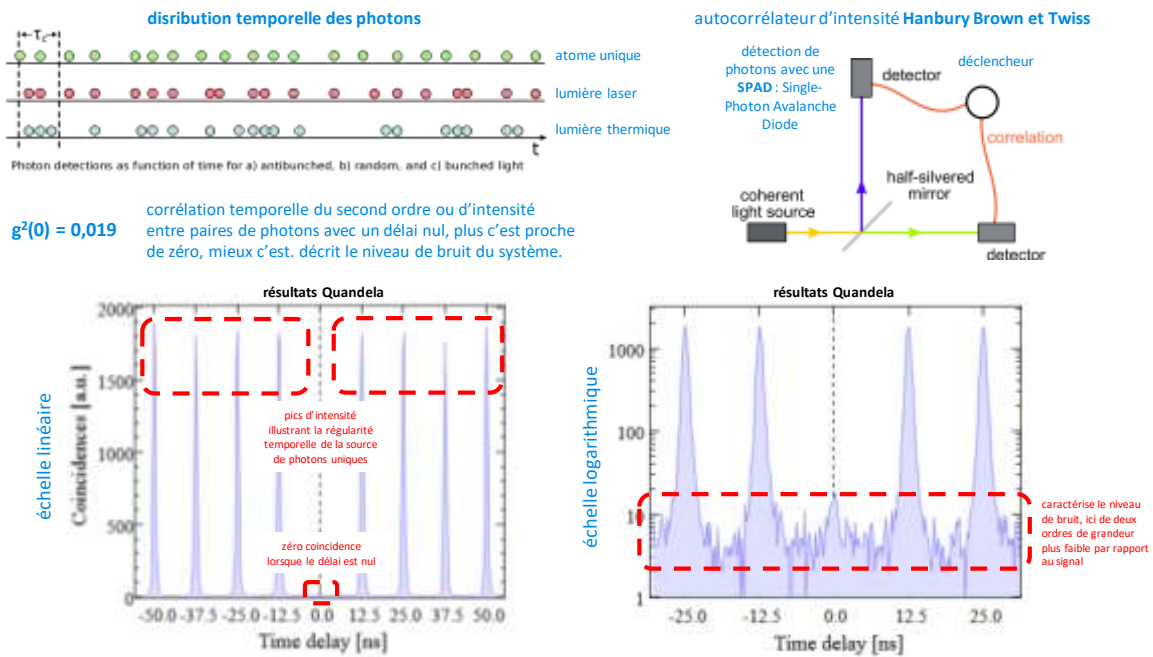 disribution temporelle des photons
τc
atome unique
lumière laser
lumière thermique
t
Photon detections as function of time for a) antibunched, b) random, and c) bunched light
autocorrélateur d'intensité Hanbury Brown et Twiss
détection de
photons avec une
SPAD : Single-
Photon Avalanche
Diode
detector
déclencheur
correlation
half-silvered
mirror
coherent
light source
detector
g²(0) = 0,019
corrélation temporelle du second ordre ou d'intensité
entre paires de photons avec un délai nul, plus c'est proche
de zéro, mieux c'est. décrit le niveau de bruit du système.
résultats Quandela
échelle linéaire
Coincidences [a.u.]
2000
1500
1000
500
0
pics d'intensité
illustrant la régularité
temporelle de la source
de photons uniques
zéro coincidence
lorsque le délai est nul
-50.0 -37.5 -25.0 -12.5 0.0 12.5 25.0 37.5 50.0
Time delay [ns]
résultats Quandela
échelle logarithmique
1000
100
10
1
caractérise le niveau
de bruit, ici de deux
ordres de grandeur
plus faible par rapport
au signal
-25.0 -12.5 0.0 12.5 25.0
Time delay [ns]